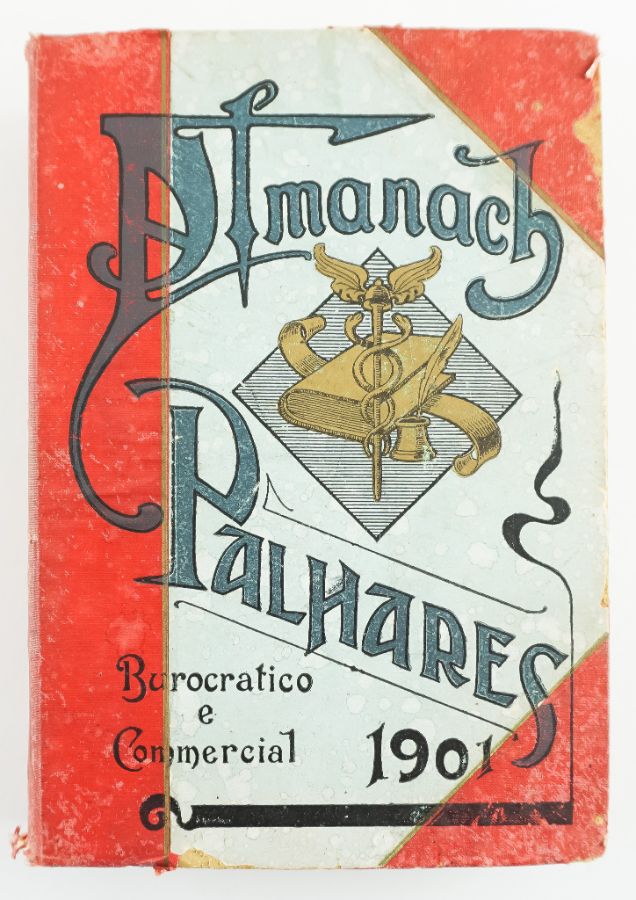 Almanach
Palhares
Burocratico
e
Commercial
1901